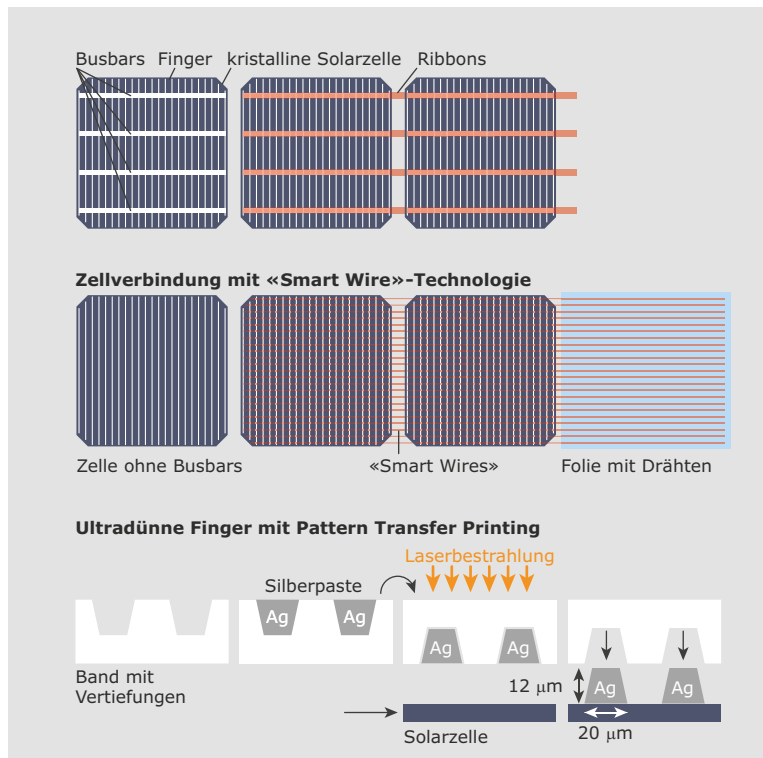 Busbars Finger kristalline Solarzelle Ribbons
Zellverbindung mit «Smart Wire»-Technologie
Zelle ohne Busbars
«Smart Wires»
Folie mit Drähten
Ultradünne Finger mit Pattern Transfer Printing
Laserbestrahlung
Silberpaste
Ag Ag
Ag Ag
Band mit
Vertiefungen
12 μm
Ag Ag
Solarzelle
20 μm